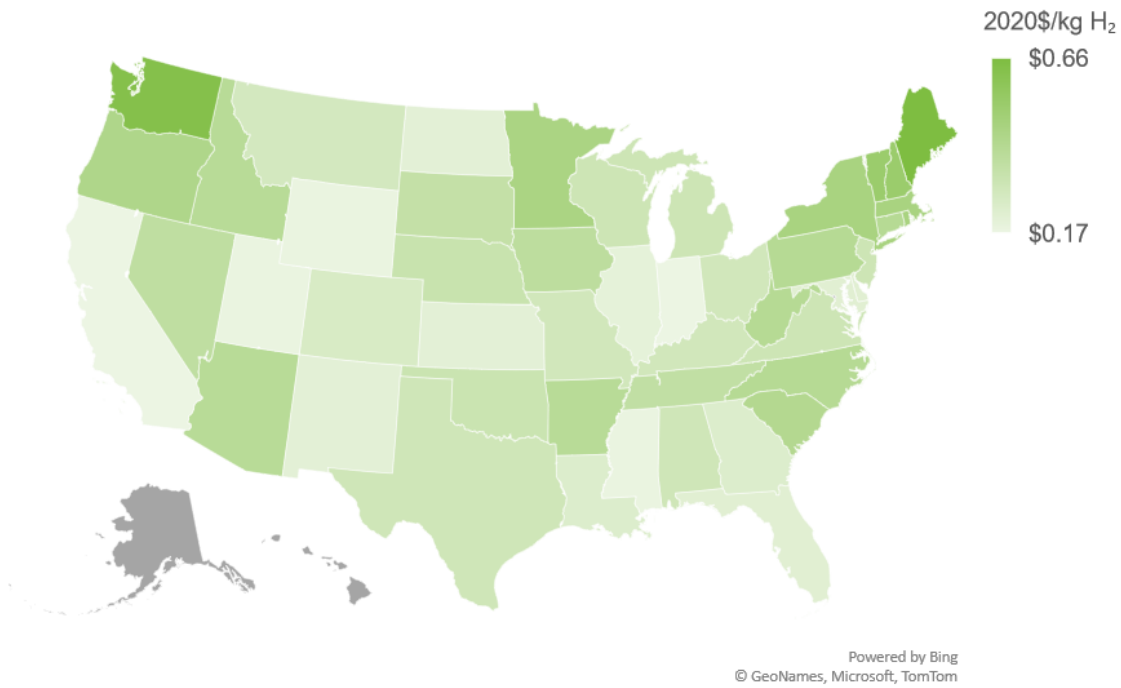 2020$/kg H₂
$0.66
$0.17
Powered by Bing
© GeoNames, Microsoft, TomTom